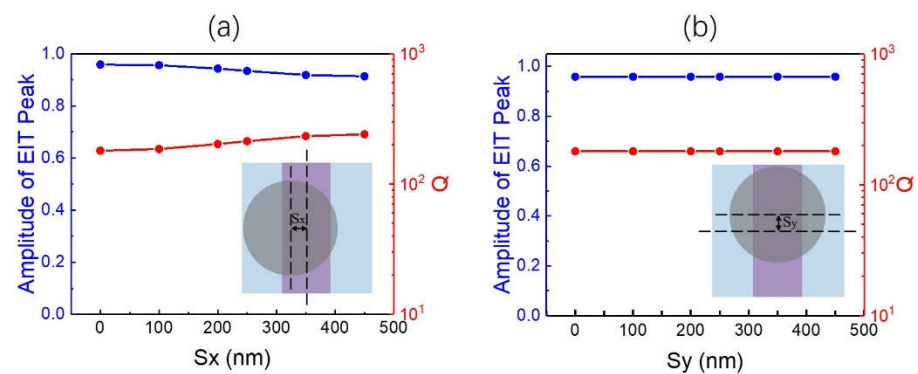 (a)
Amplitude of EIT Peak
1.0
0.8
0.6
0.4
0.2
0.0
10³
10²
10¹
Q
Sx
0 100 200 300 400 500
Sx (nm)
(b)
Amplitude of EIT Peak
1.0
0.8
0.6
0.4
0.2
0.0
10³
10²
10¹
Q
Sy
0 100 200 300 400 500
Sy (nm)